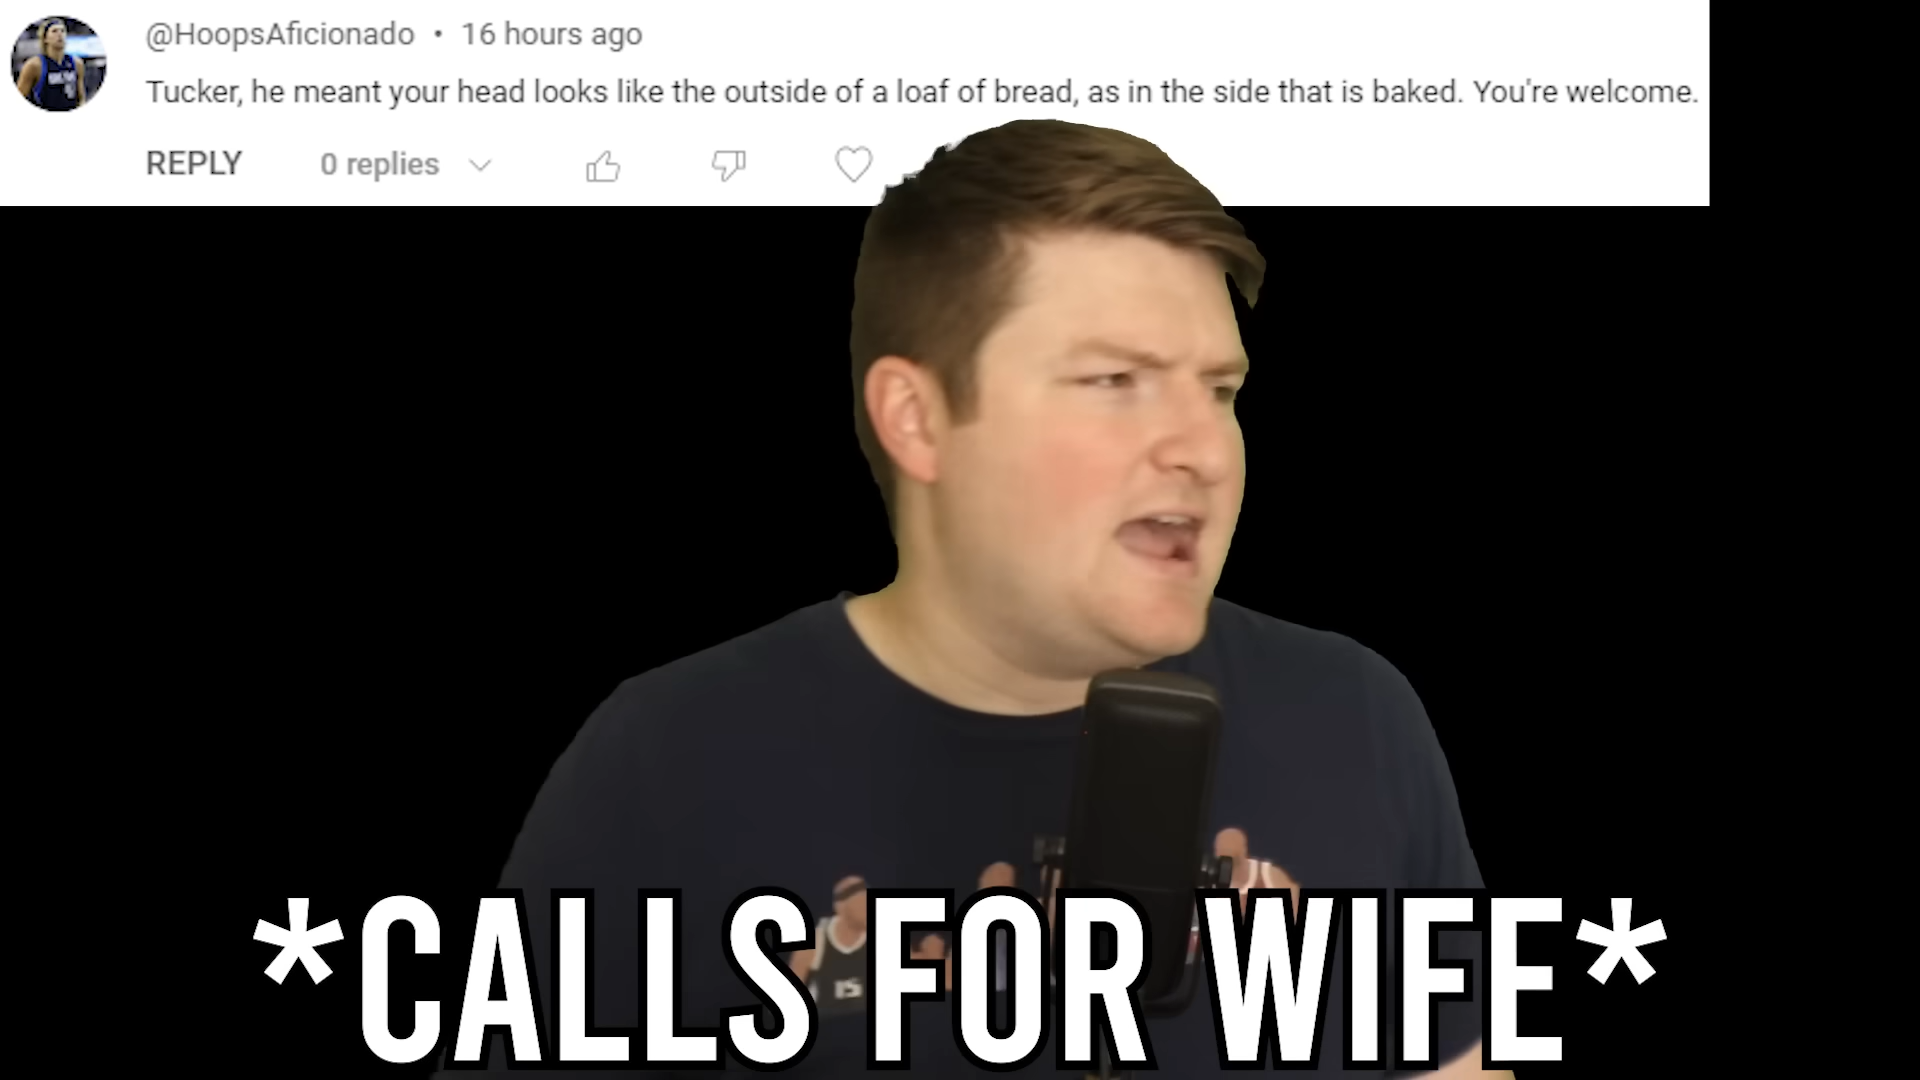 @HoopsAficionado • 16 hours ago
Tucker, he meant your head looks like the outside of a loaf of bread, as in the side that is baked. You're welcome.
REPLY 0 replies
15
*CALLS FOR WIFE*